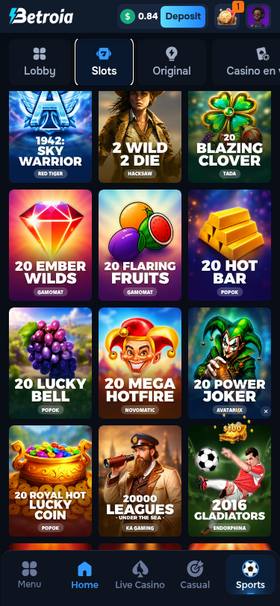 Betroia
$ 0.84 Deposit
1
Lobby
Slots
Original
Casino en
1942:
SKY
WARRIOR
RED TIGER
2 WILD
2 DIE
HACKSAW
20
BLAZING
CLOVER
TADA
20 EMBER
WILDS
GAMOMAT
20 FLARING
FRUITS
GAMOMAT
20 HOT
BAR
POPOK
20 LUCKY
BELL
POPOK
20 MEGA
HOTFIRE
NOVOMATIC
20 POWER
JOKER
AVATARUX
×
20 ROYAL HOT
LUCKY
COIN
POPOK
20000
LEAGUES
- UNDER THE SEA -
KA GAMING
$100
2016
GLADIATORS
ENDORPHINA
Menu
Home
Live Casino
Casual
Sports